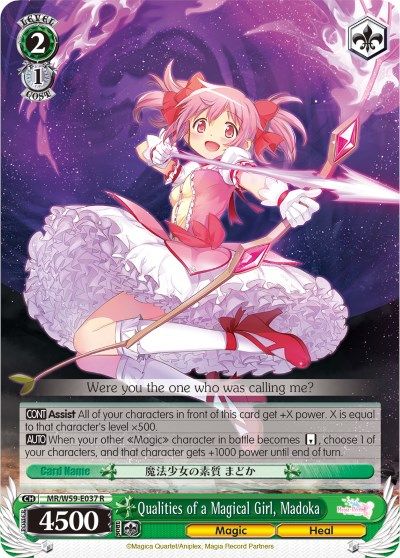 LEVEL
2
1
COST
Were you the one who was calling me?
CONT Assist All of your characters in front of this card get +X power. X is equal
to that character's level ×500.
AUTO When your other «Magic» character in battle becomes [▼], choose 1 of
your characters, and that character gets +1000 power until end of turn.
Card Name 魔法少女の素質 まどか
CH MR/W59-E037 R
Qualities of a Magical Girl, Madoka
POWER
4500
Magic
Heal
©Magica Quartet/Aniplex, Magia Record Partners